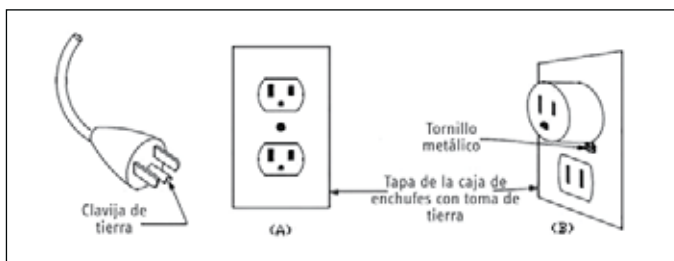 Clavija de
tierra
(A)
Tapa de la caja de
enchufes con toma de
tierra
Tornillo
metálico
(B)